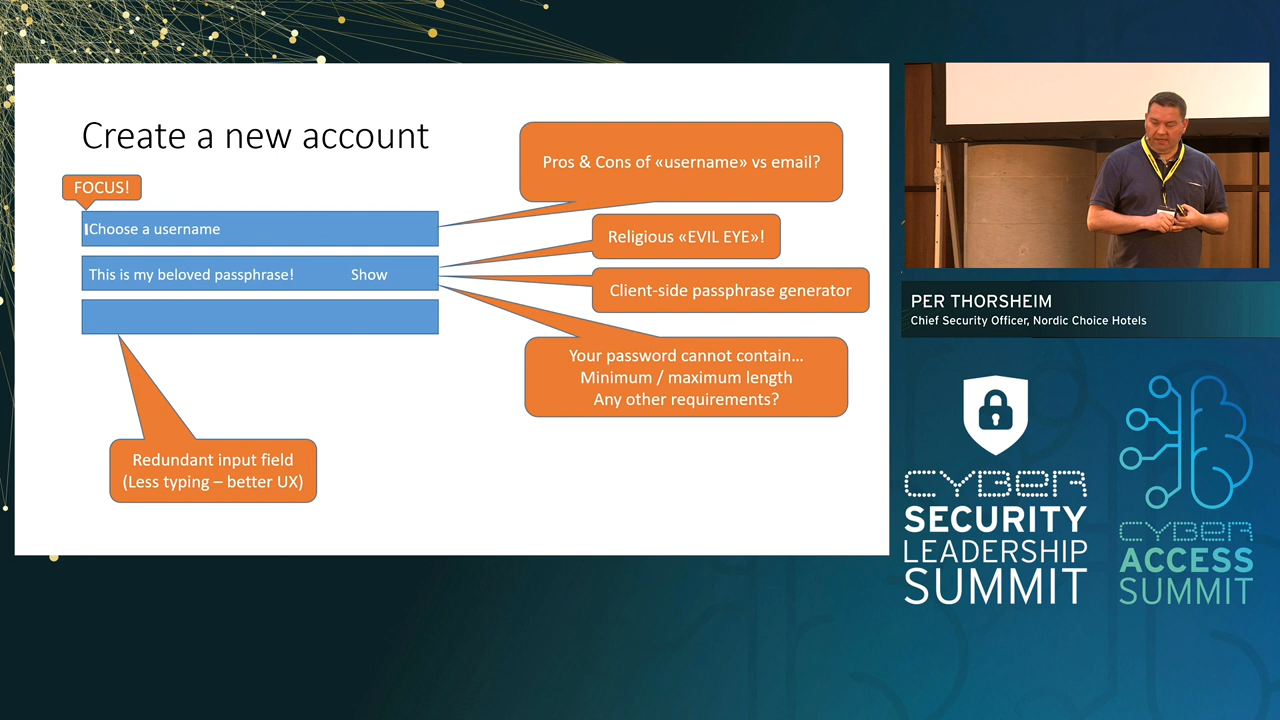 Create a new account
FOCUS!
Choose a username
This is my beloved passphrase! Show
Redundant input field
(Less typing – better UX)
Pros & Cons of «username» vs email?
Religious «EVIL EYE»!
Client-side passphrase generator
Your password cannot contain...
Minimum / maximum length
Any other requirements?
PER THORSHEIM
Chief Security Officer, Nordic Choice Hotels
CYBER
SECURITY
LEADERSHIP
SUMMIT
CYBER
ACCESS
SUMMIT